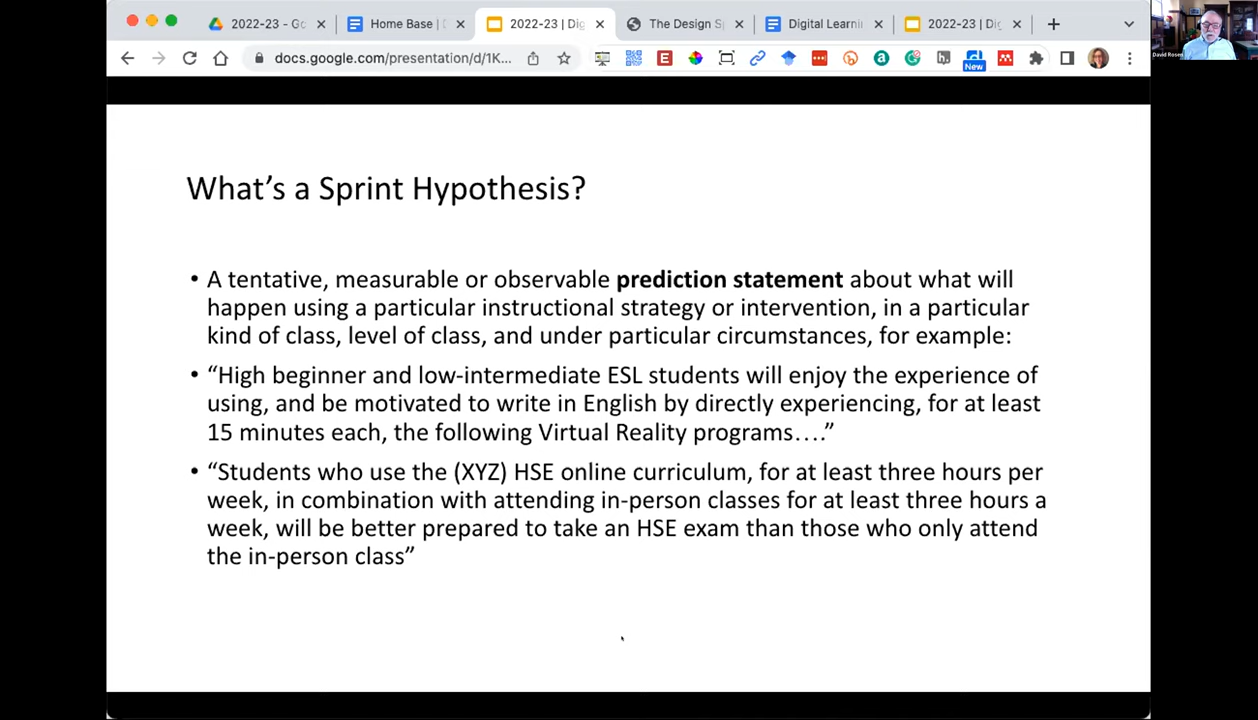 2022-23 - Go
Home Base |
2022-23 | Dig
The Design S
Digital Learni
2022-23 | Dig
docs.google.com/presentation/d/1K...
New
David Rosen
What's a Sprint Hypothesis?
• A tentative, measurable or observable prediction statement about what will
happen using a particular instructional strategy or intervention, in a particular
kind of class, level of class, and under particular circumstances, for example:
• “High beginner and low-intermediate ESL students will enjoy the experience of
using, and be motivated to write in English by directly experiencing, for at least
15 minutes each, the following Virtual Reality programs….”
• “Students who use the (XYZ) HSE online curriculum, for at least three hours per
week, in combination with attending in-person classes for at least three hours a
week, will be better prepared to take an HSE exam than those who only attend
the in-person class”